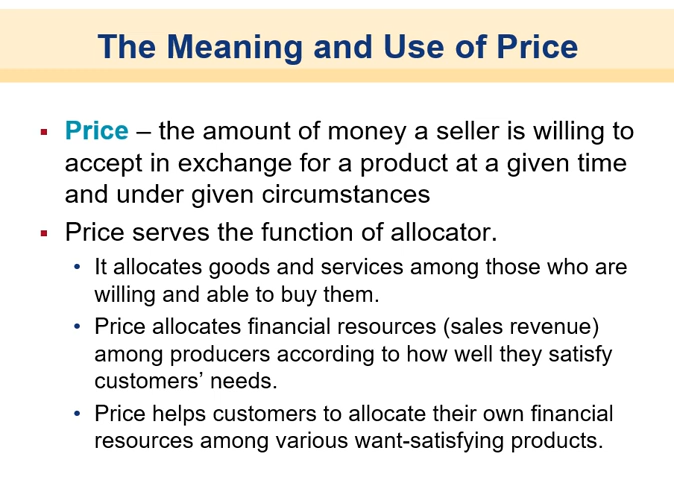 The Meaning and Use of Price
▪ Price – the amount of money a seller is willing to
accept in exchange for a product at a given time
and under given circumstances
▪ Price serves the function of allocator.
• It allocates goods and services among those who are
willing and able to buy them.
• Price allocates financial resources (sales revenue)
among producers according to how well they satisfy
customers’ needs.
• Price helps customers to allocate their own financial
resources among various want-satisfying products.